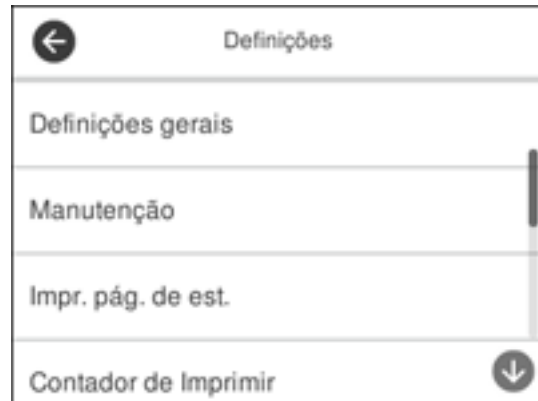 Definições
Definições gerais
Manutenção
Impr. pág. de est.
Contador de Imprimir